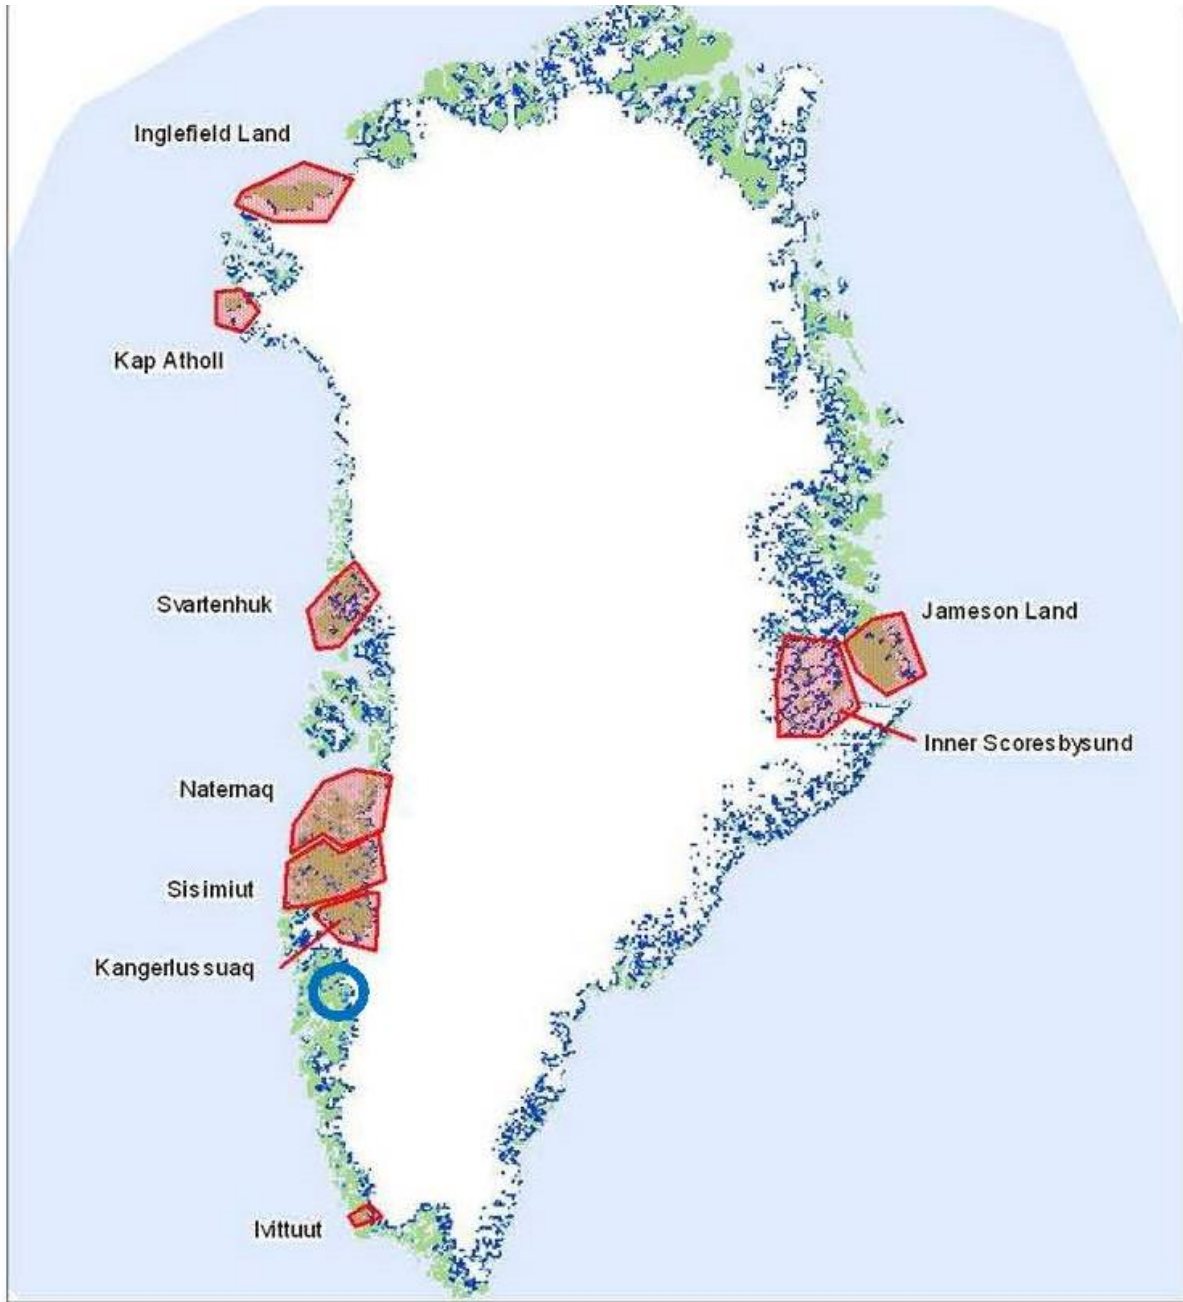 Inglefield Land
Kap Atholl
Svartenhuk
Jameson Land
Inner Scoresbysund
Naternaq
Sisimiut
Kangerlussuaq
Ivittuut